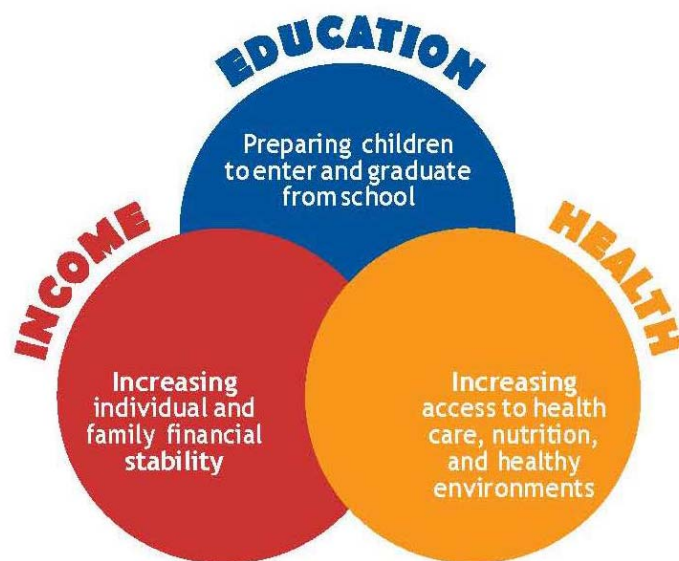 EDUCATION
Preparing children
to enter and graduate
from school
INCOME
Increasing
individual and
family financial
stability
HEALTH
Increasing
access to health
care, nutrition,
and healthy
environments